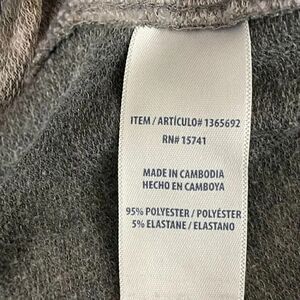 ITEM / ARTÍCULO# 1365692
RN# 15741
MADE IN CAMBODIA
HECHO EN CAMBOYA
95% POLYESTER / POLYÉSTER
5% ELASTANE / ELASTANO